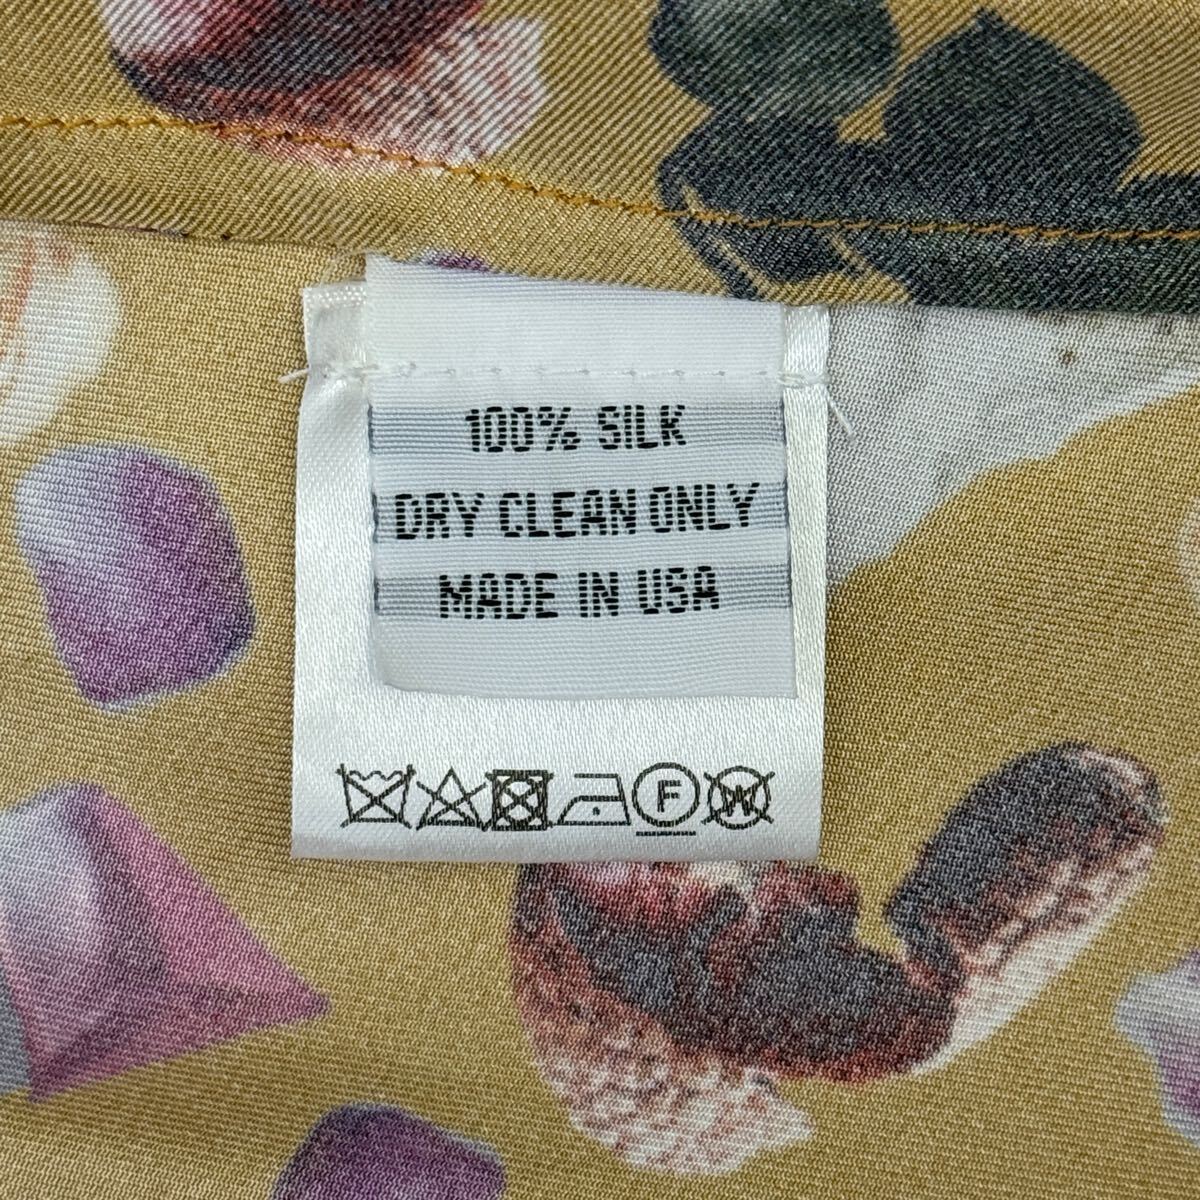 100% SILK
DRY CLEAN ONLY
MADE IN USA
F W